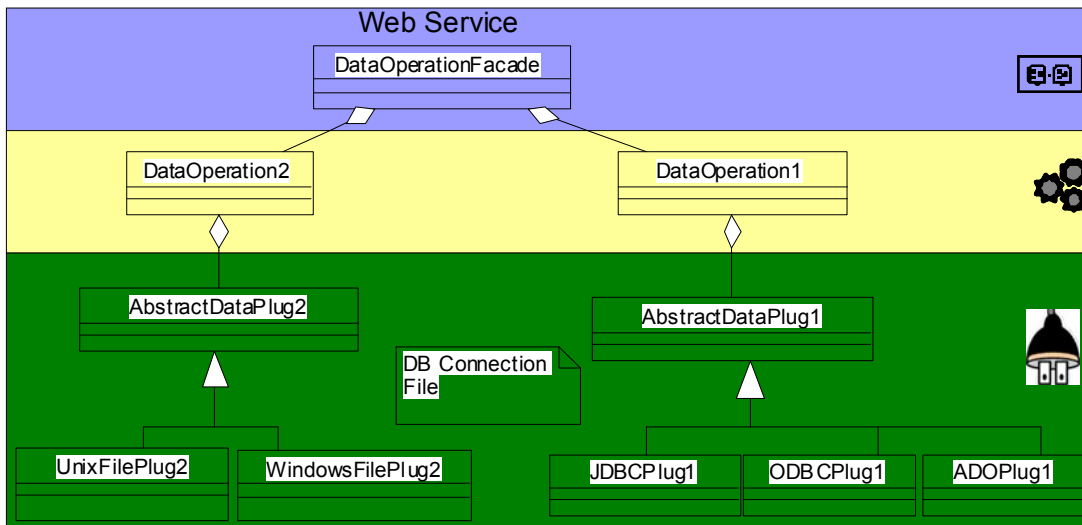 Web Service
DataOperationFacade
DataOperation2
DataOperation1
AbstractDataPlug2
AbstractDataPlug1
DB Connection
File
UnixFilePlug2
WindowsFilePlug2
JDBCPlug1
ODBCPlug1
ADOPlug1